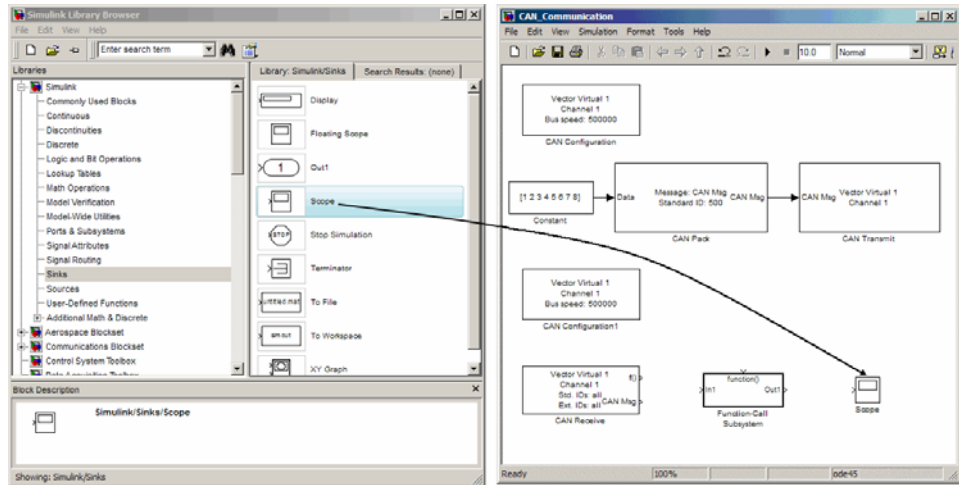 Simulink Library Browser
File Edit View Help
Enter search term
Libraries
Library: Simulink/Sinks
Search Results: (none)
Simulink
Commonly Used Blocks
Continuous
Discontinuities
Discrete
Logic and Bit Operations
Lookup Tables
Math Operations
Model Verification
Model-Wide Utilities
Ports & Subsystems
Signal Attributes
Signal Routing
Sinks
Sources
User-Defined Functions
Additional Math & Discrete
Aerospace Blockset
Communications Blockset
Control System Toolbox
Data Acquisition Toolbox
Display
Floating Scope
1
Out1
Scope
STOP
Stop Simulation
Terminator
untitled.mat
To File
simout
To Workspace
XY Graph
Block Description
Simulink/Sinks/Scope
Showing: Simulink/Sinks
CAN_Communication
File Edit View Simulation Format Tools Help
10.0
Normal
Vector Virtual 1
Channel 1
Bus speed: 500000
CAN Configuration
[1 2 3 4 5 6 7 8]
Constant
Data
Message: CAN Msg
Standard ID: 500
CAN Msg
CAN Pack
CAN Msg
Vector Virtual 1
Channel 1
CAN Transmit
Vector Virtual 1
Channel 1
Bus speed: 500000
CAN Configuration1
Vector Virtual 1
Channel 1
Std. IDs: all
Ext. IDs: all
f()
CAN Msg
CAN Receive
function()
In1
Out1
Function-Call
Subsystem
Scope
Ready
100%
ode45